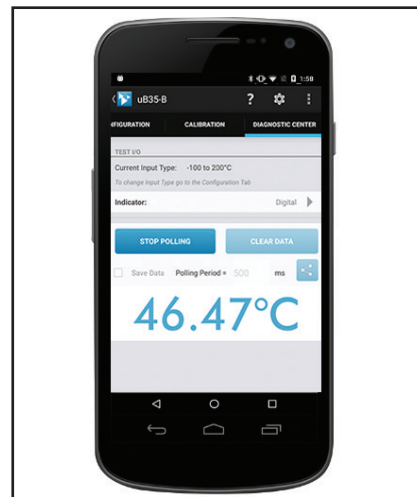 1:58
uB35-B ?
NFIGURATION CALIBRATION DIAGNOSTIC CENTER
TEST I/O
Current Input Type: -100 to 200°C
To change Input Type go to the Configuration Tab
Indicator: Digital
STOP POLLING CLEAR DATA
Save Data Polling Period = 500 ms
46.47°C